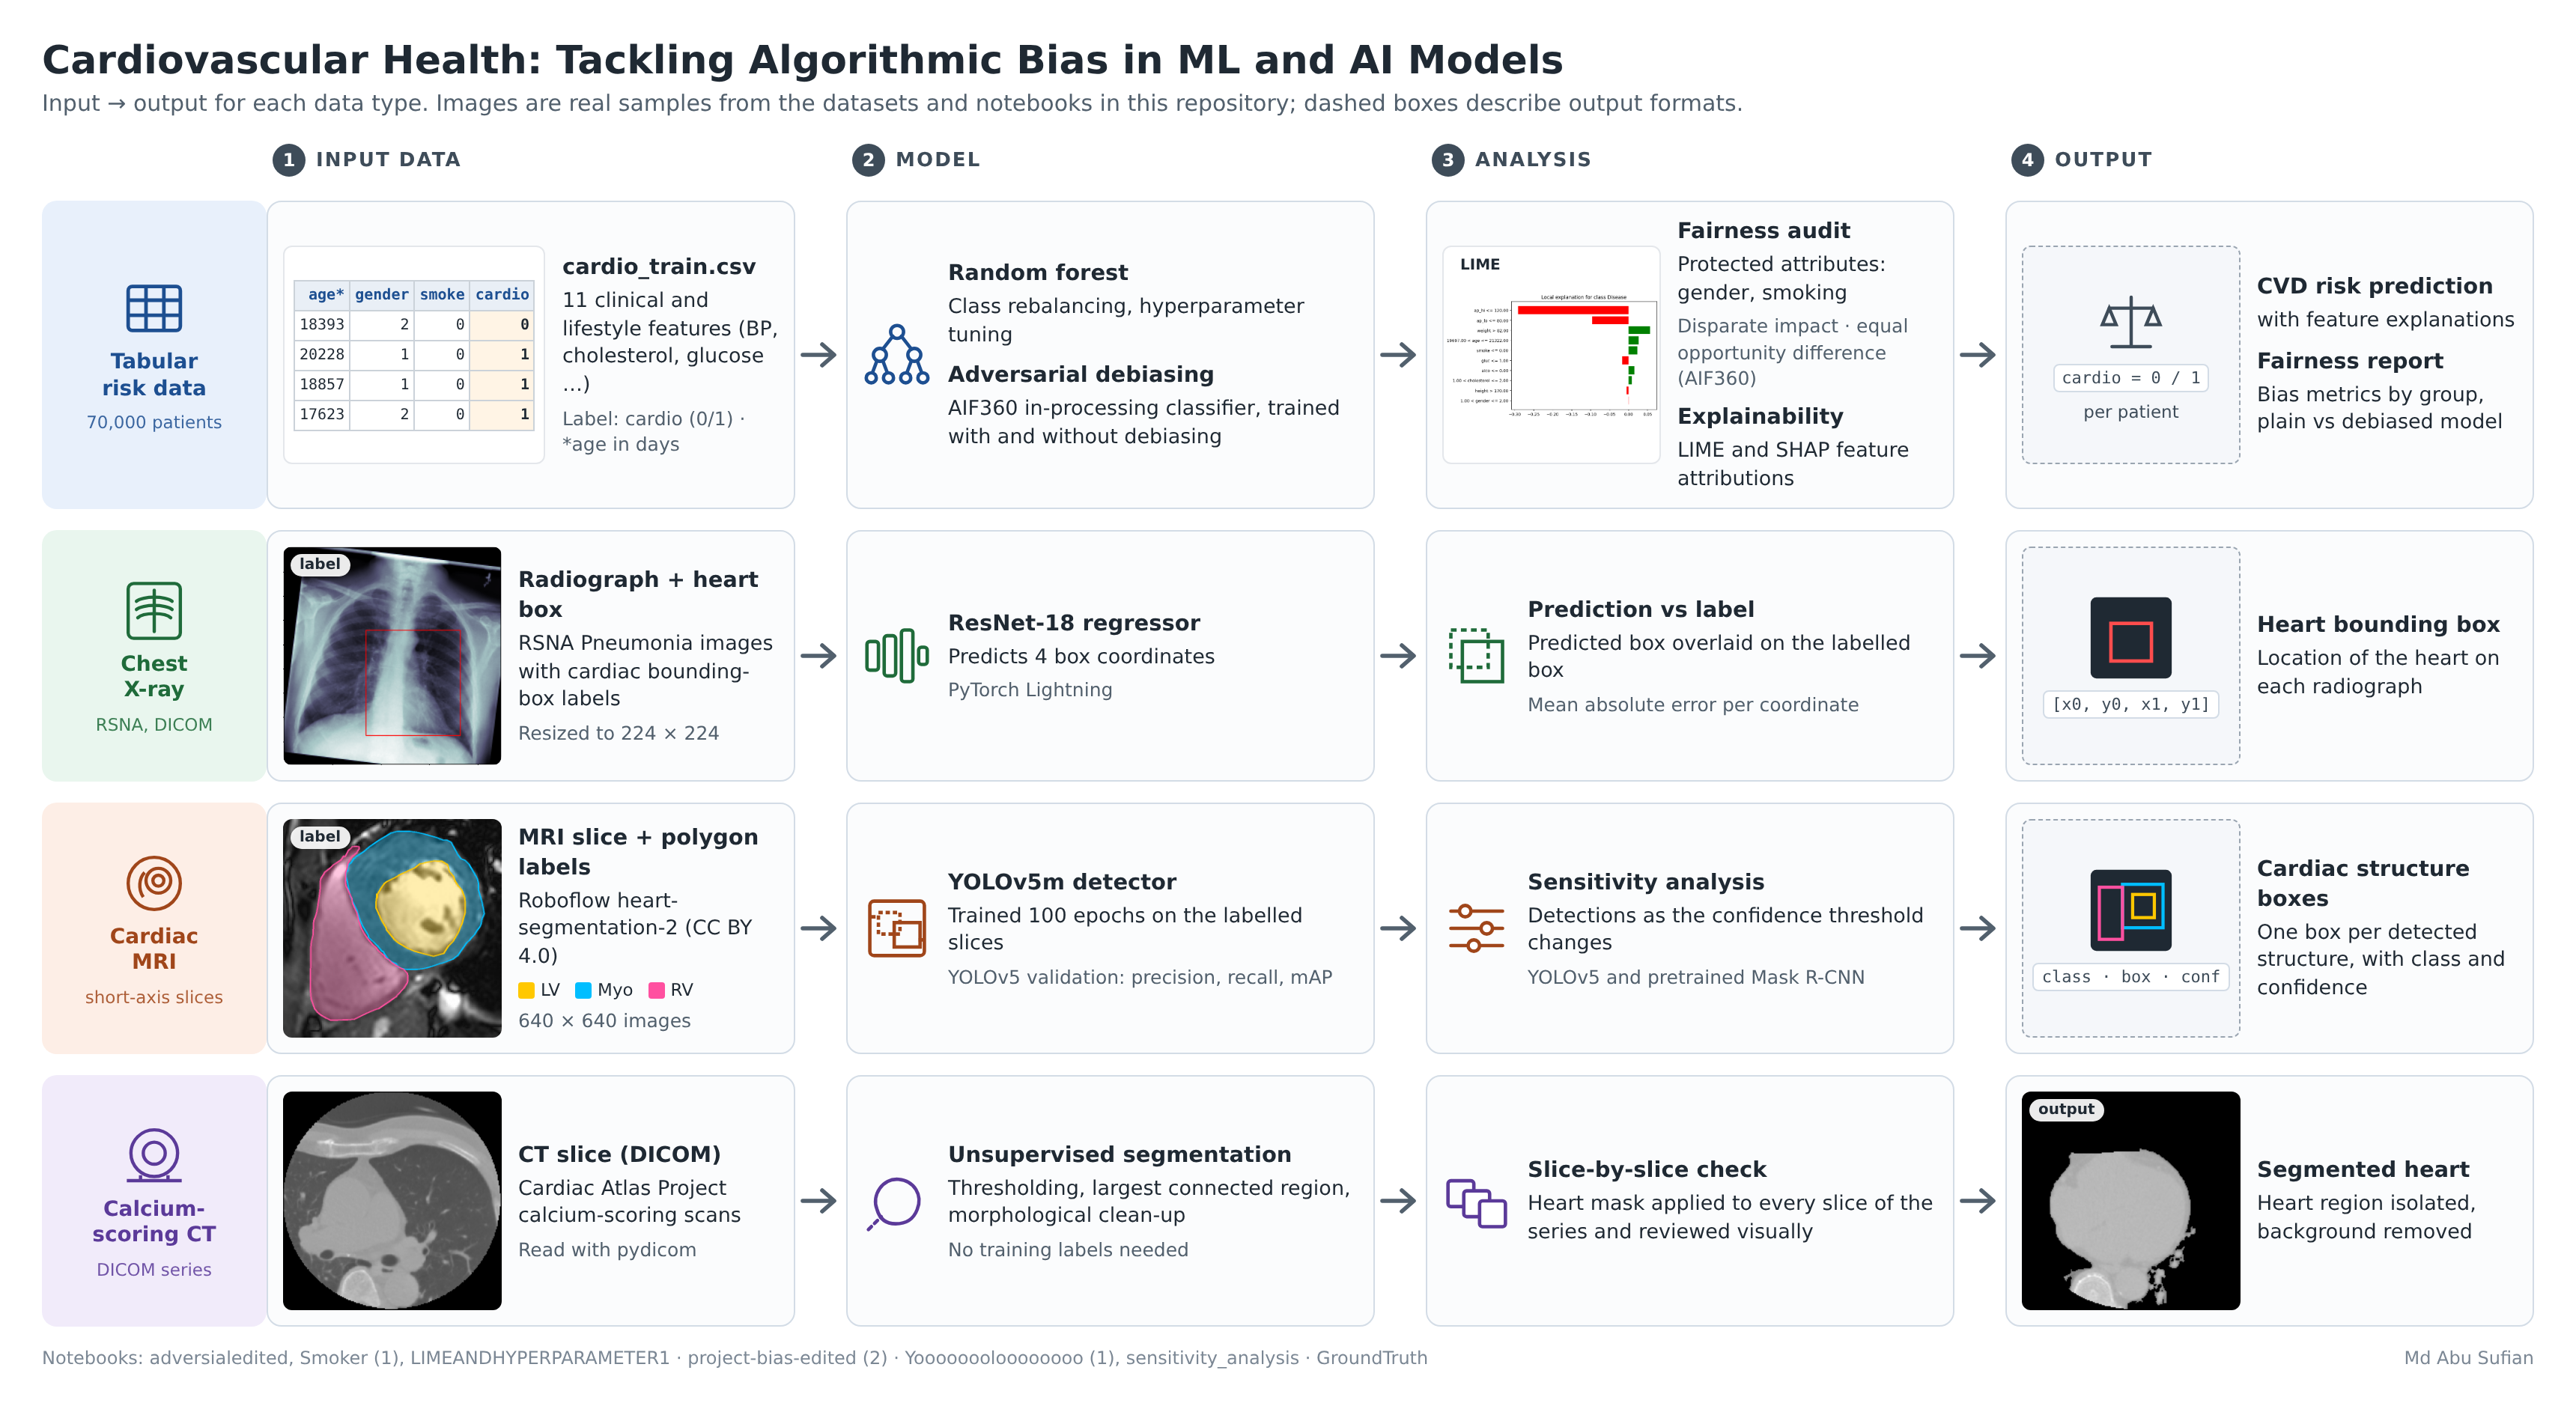 Cardiovascular Health: Tackling Algorithmic Bias in ML and AI Models
Input → output for each data type. Images are real samples from the datasets and notebooks in this repository; dashed boxes describe output formats.
1 INPUT DATA
2 MODEL
3 ANALYSIS
4 OUTPUT
Tabular
risk data
70,000 patients
age* gender smoke cardio
18393 2 0 0
20228 1 0 1
18857 1 0 1
17623 2 0 1
cardio_train.csv
11 clinical and
lifestyle features (BP,
cholesterol, glucose
…)
Label: cardio (0/1) ·
*age in days
Random forest
Class rebalancing, hyperparameter
tuning
Adversarial debiasing
AIF360 in-processing classifier, trained
with and without debiasing
LIME
Local explanation for class Disease
Fairness audit
Protected attributes:
gender, smoking
Disparate impact · equal
opportunity difference
(AIF360)
Explainability
LIME and SHAP feature
attributions
cardio = 0 / 1
per patient
CVD risk prediction
with feature explanations
Fairness report
Bias metrics by group,
plain vs debiased model
Chest
X-ray
RSNA, DICOM
label
Radiograph + heart
box
RSNA Pneumonia images
with cardiac bounding-
box labels
Resized to 224 × 224
ResNet-18 regressor
Predicts 4 box coordinates
PyTorch Lightning
Prediction vs label
Predicted box overlaid on the labelled
box
Mean absolute error per coordinate
[x0, y0, x1, y1]
Heart bounding box
Location of the heart on
each radiograph
Cardiac
MRI
short-axis slices
label
MRI slice + polygon
labels
Roboflow heart-
segmentation-2 (CC BY
4.0)
LV Myo RV
640 × 640 images
YOLOv5m detector
Trained 100 epochs on the labelled
slices
YOLOv5 validation: precision, recall, mAP
Sensitivity analysis
Detections as the confidence threshold
changes
YOLOv5 and pretrained Mask R-CNN
class · box · conf
Cardiac structure
boxes
One box per detected
structure, with class and
confidence
Calcium-
scoring CT
DICOM series
CT slice (DICOM)
Cardiac Atlas Project
calcium-scoring scans
Read with pydicom
Unsupervised segmentation
Thresholding, largest connected region,
morphological clean-up
No training labels needed
Slice-by-slice check
Heart mask applied to every slice of the
series and reviewed visually
output
Segmented heart
Heart region isolated,
background removed
Notebooks: adversialedited, Smoker (1), LIMEANDHYPERPARAMETER1 · project-bias-edited (2) · Yooooooolooooooo (1), sensitivity_analysis · GroundTruth
Md Abu Sufian